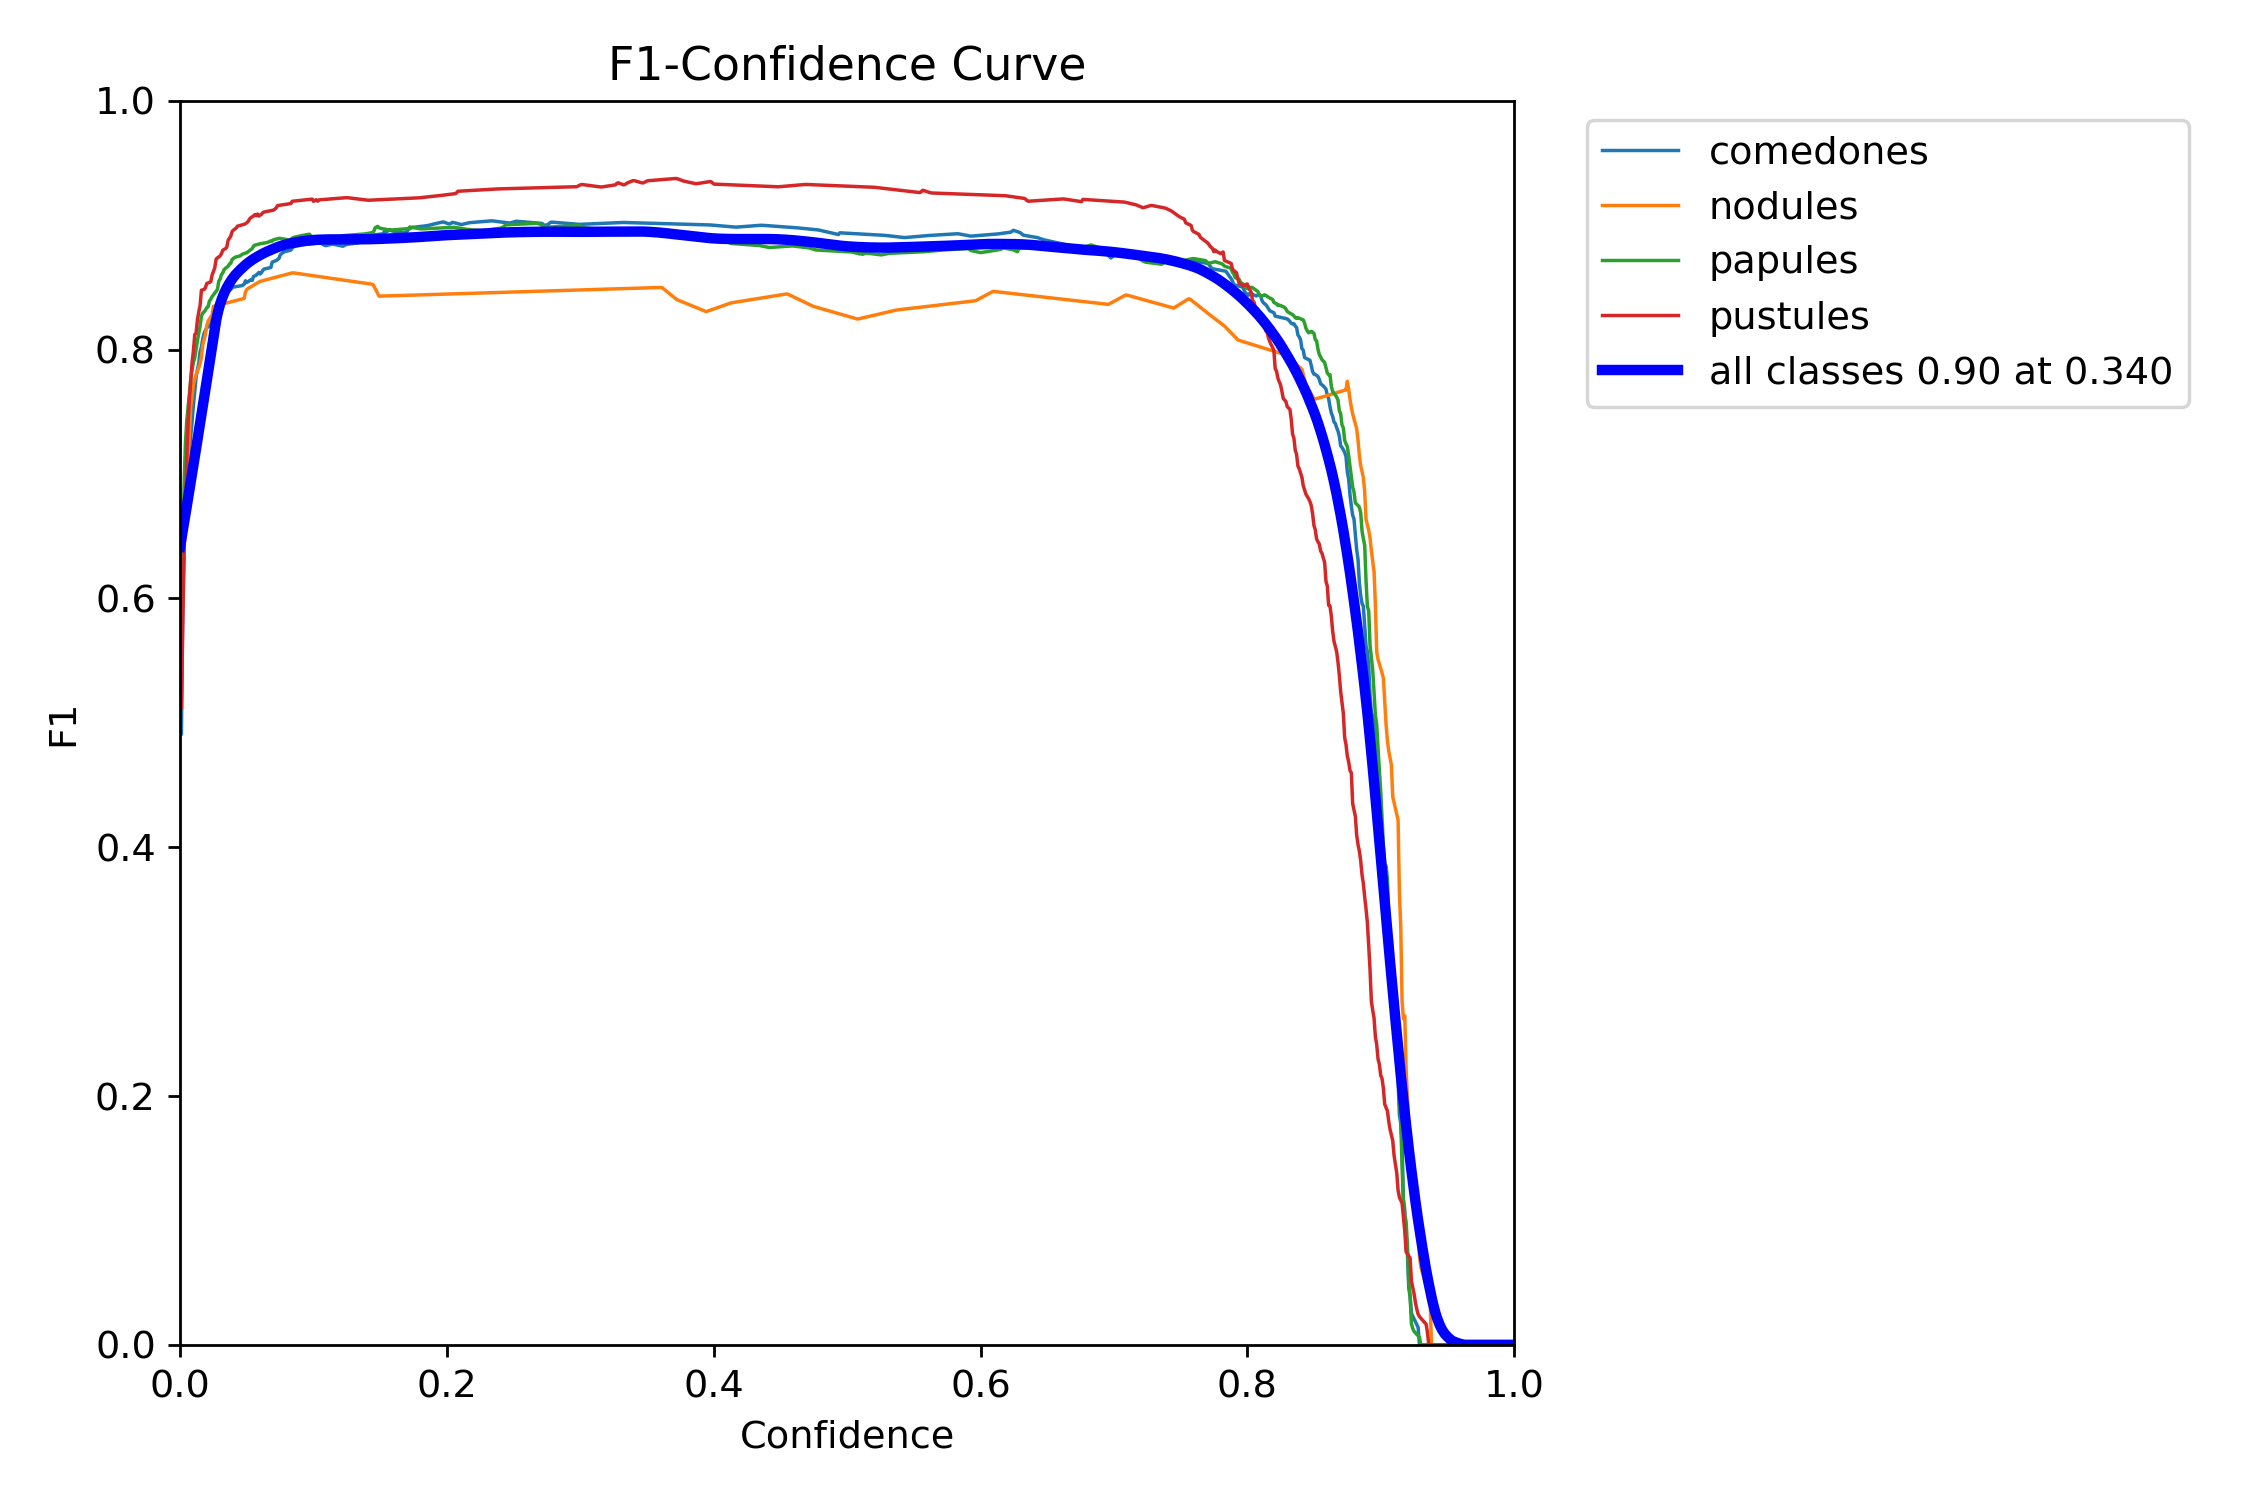 F1-Confidence Curve
1.0
0.8
0.6
0.4
0.2
0.0
F1
0.0 0.2 0.4 0.6 0.8 1.0
Confidence
comedones
nodules
papules
pustules
all classes 0.90 at 0.340